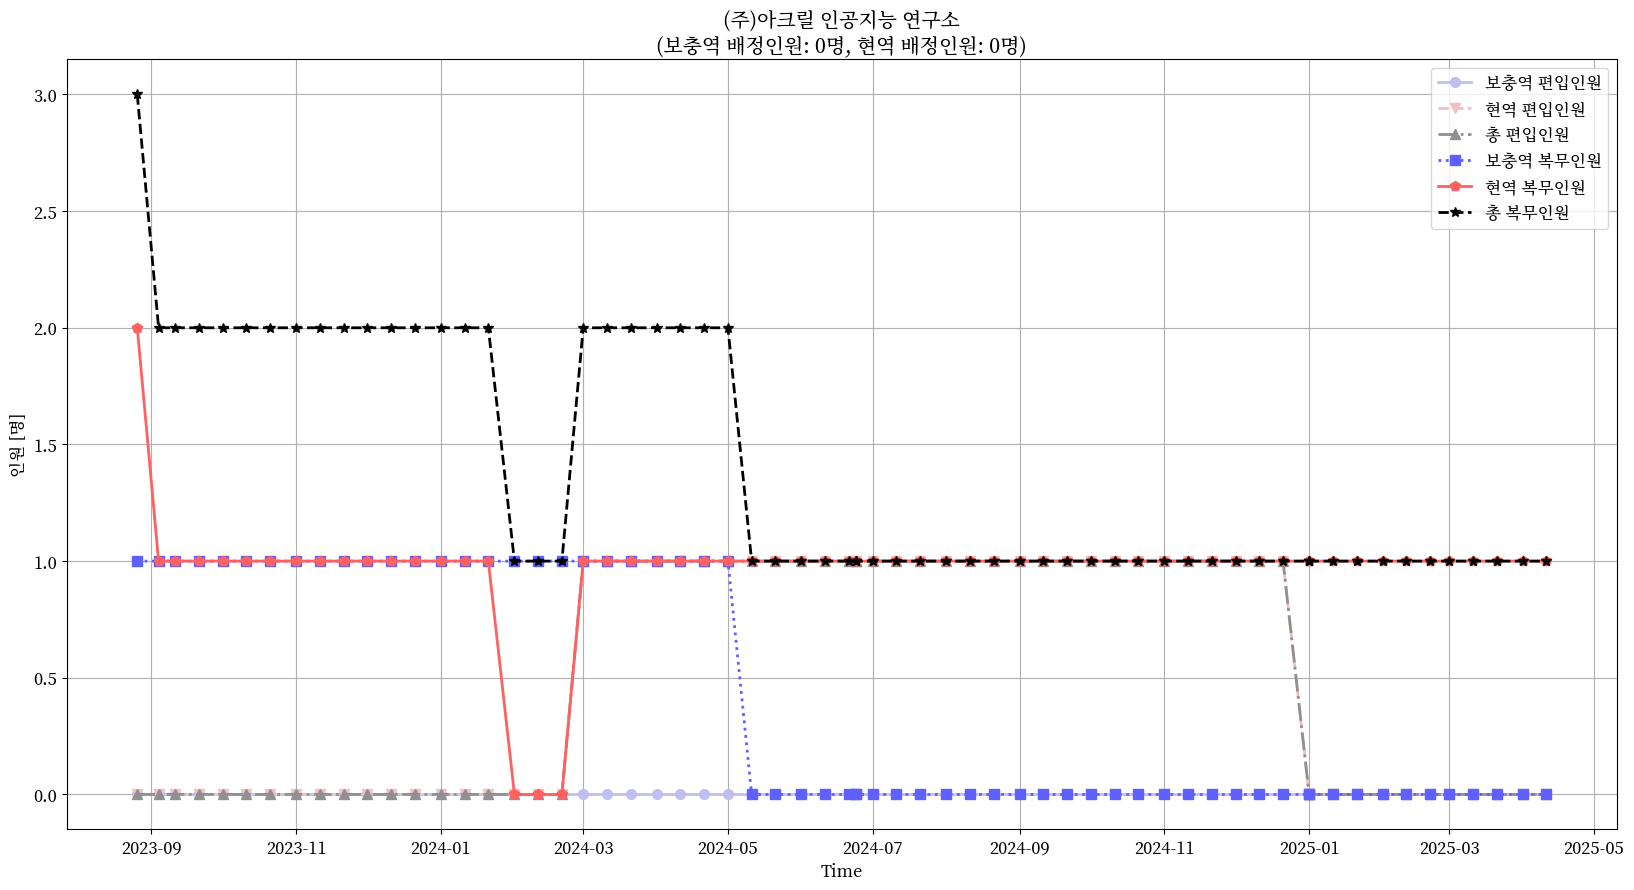 (주)아크릴 인공지능 연구소
(보충역 배정인원: 0명, 현역 배정인원: 0명)
보충역 편입인원
현역 편입인원
총 편입인원
보충역 복무인원
현역 복무인원
총 복무인원
인원 [명]
3.0
2.5
2.0
1.5
1.0
0.5
0.0
2023-09
2023-11
2024-01
2024-03
2024-05
2024-07
2024-09
2024-11
2025-01
2025-03
2025-05
Time